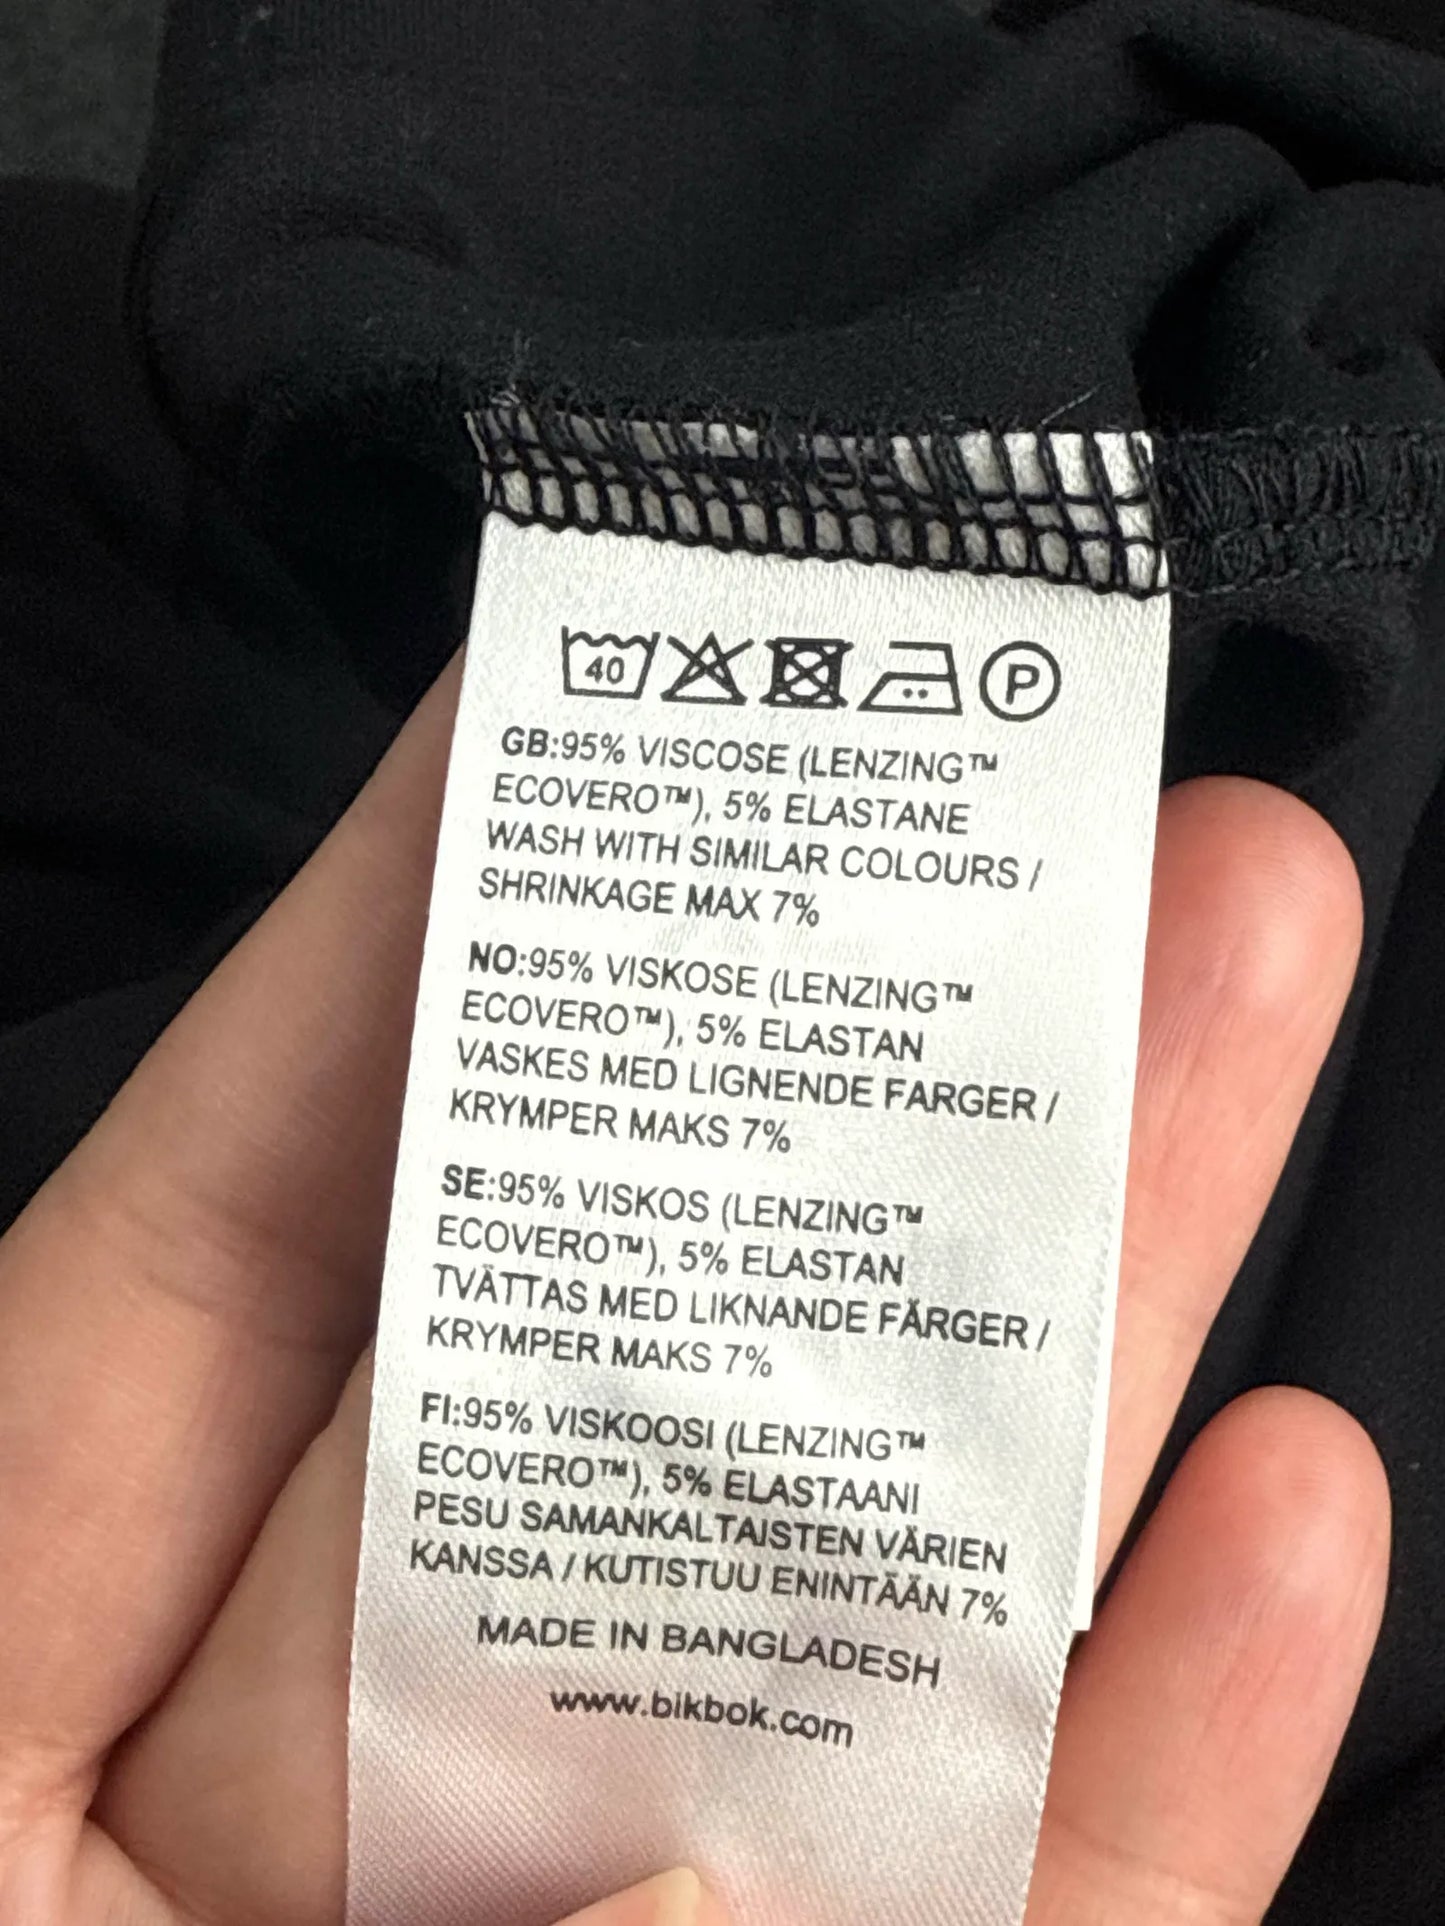 40 P
GB:95% VISCOSE (LENZING™
ECOVERO™), 5% ELASTANE
WASH WITH SIMILAR COLOURS /
SHRINKAGE MAX 7%
NO:95% VISKOSE (LENZING™
ECOVERO™), 5% ELASTAN
VASKES MED LIGNENDE FARGER /
KRYMPER MAKS 7%
SE:95% VISKOS (LENZING™
ECOVERO™), 5% ELASTAN
TVÄTTAS MED LIKNANDE FÄRGER /
KRYMPER MAKS 7%
FI:95% VISKOOSI (LENZING™
ECOVERO™), 5% ELASTAANI
PESU SAMANKALTAISTEN VÄRIEN
KANSSA / KUTISTUU ENINTÄÄN 7%
MADE IN BANGLADESH
www.bikbok.com